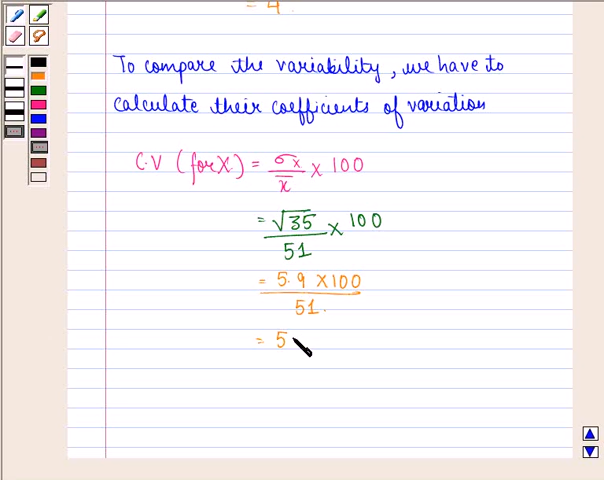 = 4.
To compare the variability, we have to
calculate their coefficients of variation
C.V (for X) = σx/x̄ × 100
= √35/51 × 100
= 5.9 × 100/51.
= 5